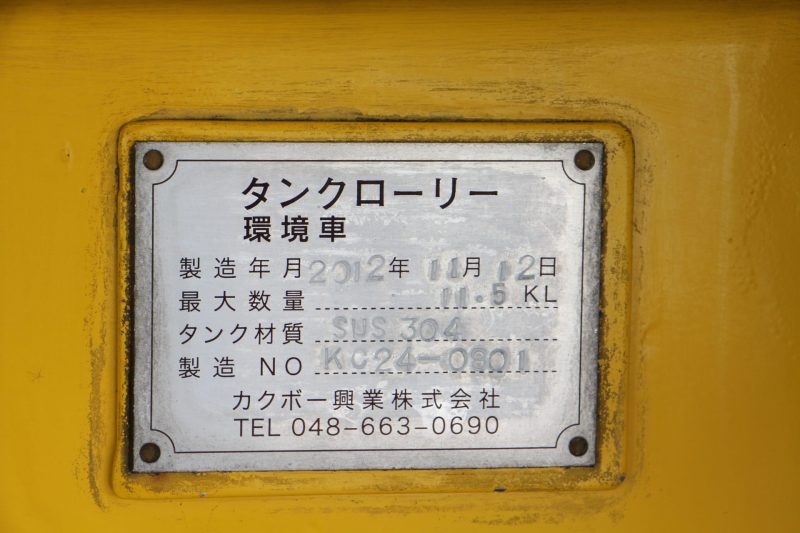 タンクローリー
環境車
製造年月2012年 11月 12日
最大数量 11.5 KL
タンク材質 SUS 304
製造 NO KC24-0801
カクボー興業株式会社
TEL 048-663-0690